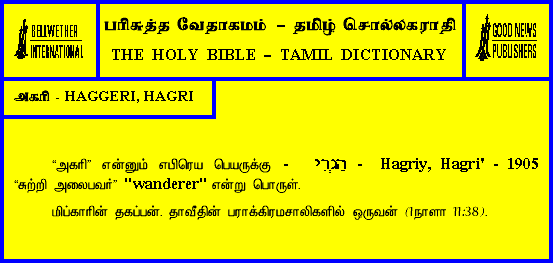 BELLWETHER
INTERNATIONAL
பரிசுத்த வேதாகமம் – தமிழ் சொல்லகராதி
THE HOLY BIBLE – TAMIL DICTIONARY
GOOD NEWS
PUBLISHERS
அகரி - HAGGERI, HAGRI
“அகரி” என்னும் எபிரெய பெயருக்கு - הַגְרִי - Hagriy, Hagri' - 1905
“சுற்றி அலைபவர்” "wanderer" என்று பொருள்.
மிப்காரின் தகப்பன். தாவீதின் பராக்கிரமசாலிகளில் ஒருவன் (1நாளா 11:38).